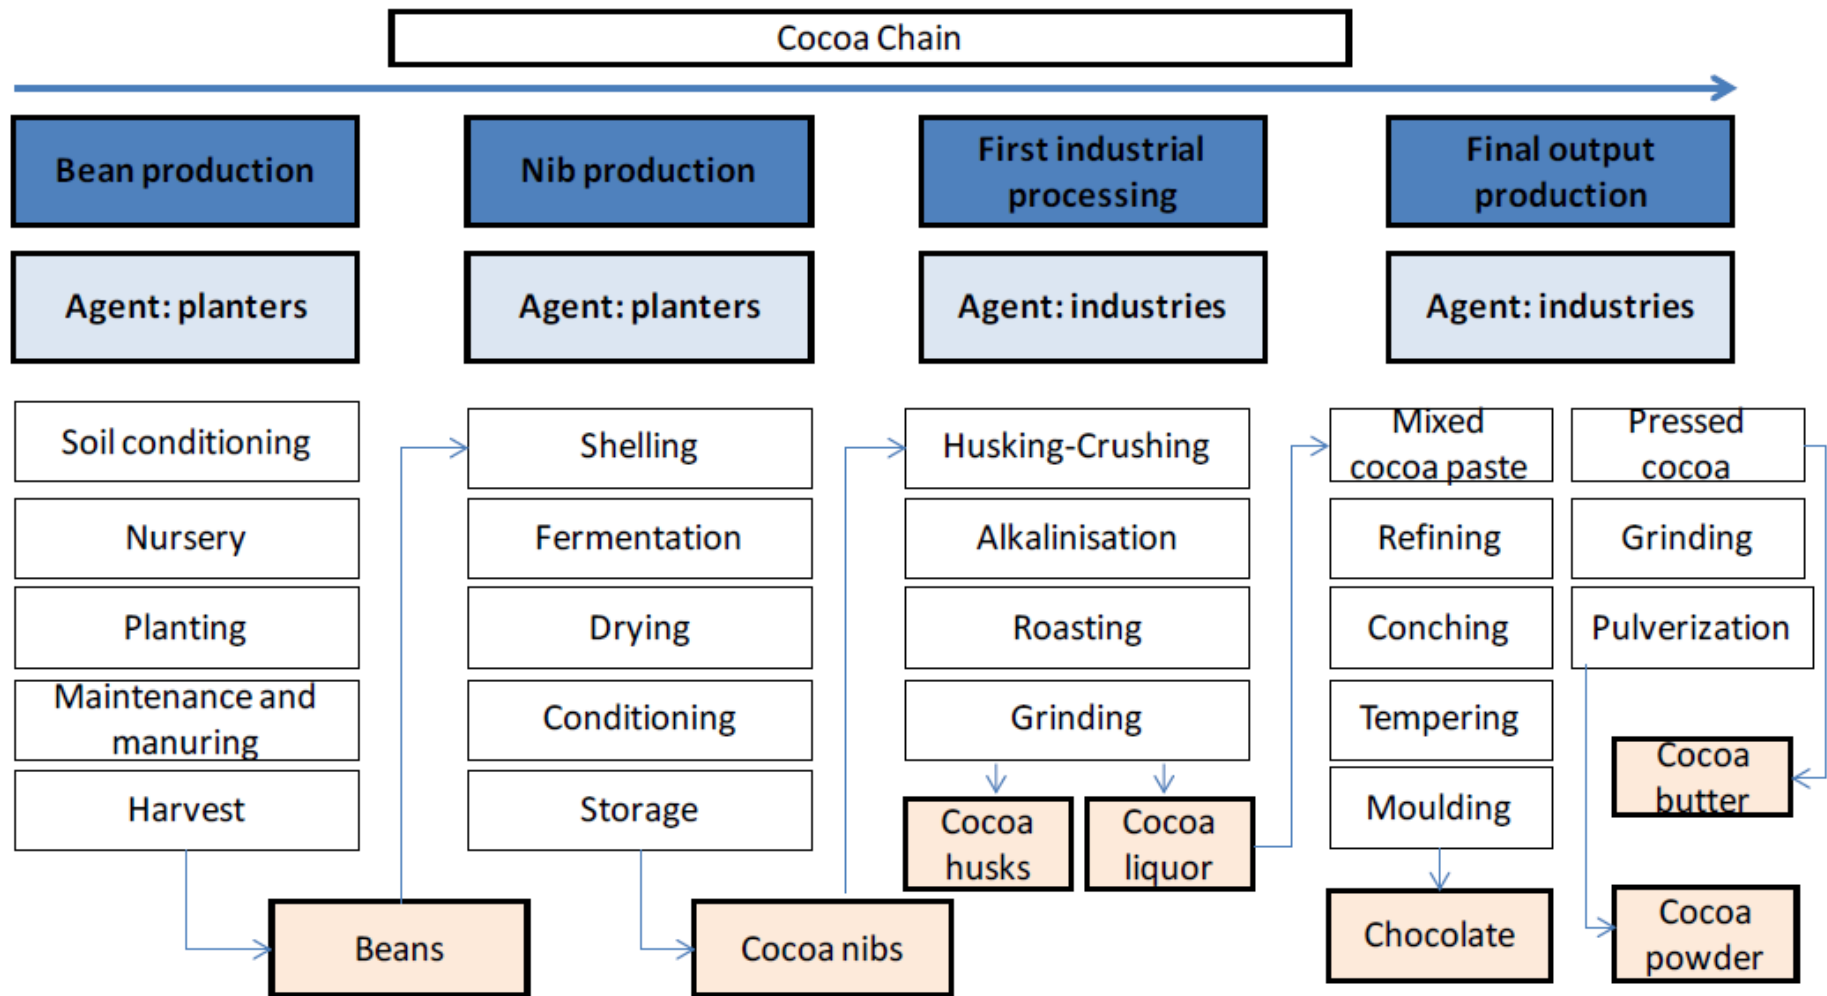 Cocoa Chain
Bean production
Nib production
First industrial
processing
Final output
production
Agent: planters
Agent: planters
Agent: industries
Agent: industries
Soil conditioning
Nursery
Planting
Maintenance and
manuring
Harvest
Beans
Shelling
Fermentation
Drying
Conditioning
Storage
Cocoa nibs
Husking-Crushing
Alkalinisation
Roasting
Grinding
Cocoa
husks
Cocoa
liquor
Mixed
cocoa paste
Refining
Conching
Tempering
Moulding
Chocolate
Pressed
cocoa
Grinding
Pulverization
Cocoa
butter
Cocoa
powder